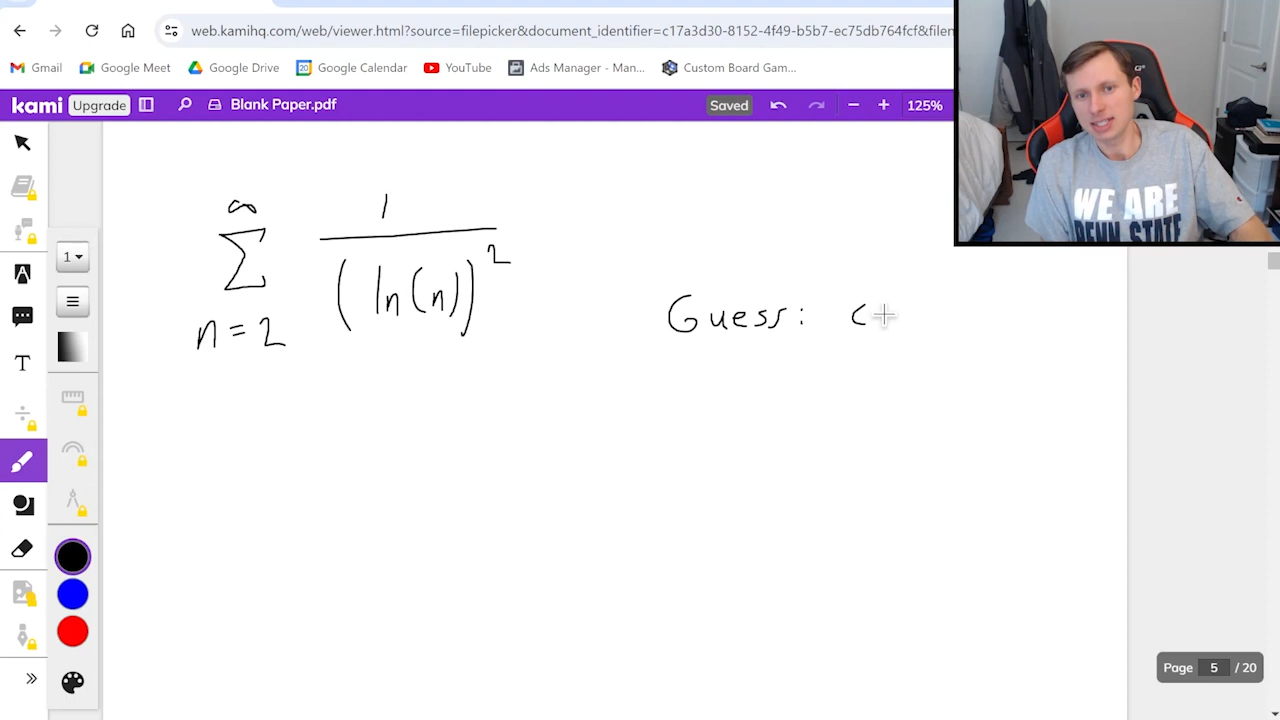 web.kamihq.com/web/viewer.html?source=filepicker&document_identifier=c17a3d30-8152-4f49-b5b7-ec75db764fcf&filen
Gmail Google Meet Google Drive Google Calendar YouTube Ads Manager - Man... Custom Board Gam...
kami Upgrade Blank Paper.pdf Saved 125%
WE ARE
PENN STATE
1
∞ 1
Σ (ln(n))²
n=2
Guess: c
Page 5 / 20